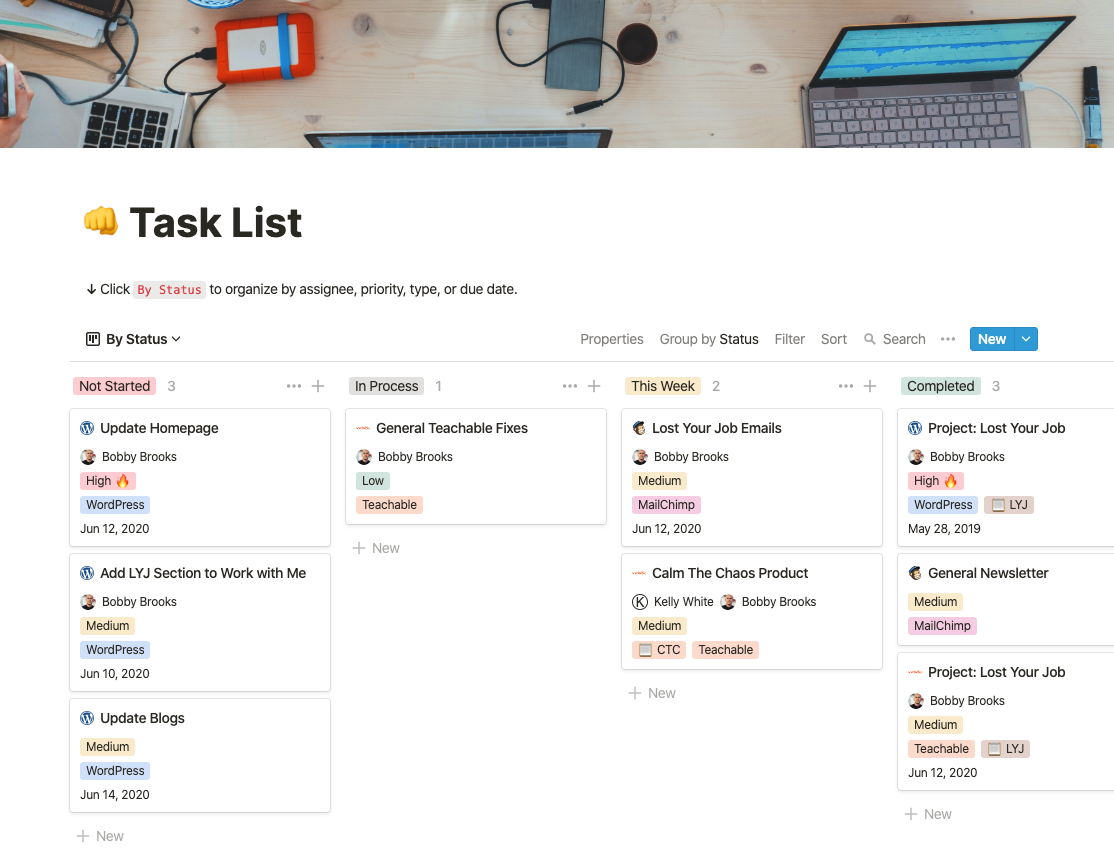 👊 Task List
↓ Click By Status to organize by assignee, priority, type, or due date.
By Status
Properties Group by Status Filter Sort Search ••• New
Not Started 3
Update Homepage
Bobby Brooks
High 🔥
WordPress
Jun 12, 2020
Add LYJ Section to Work with Me
Bobby Brooks
Medium
WordPress
Jun 10, 2020
Update Blogs
Medium
WordPress
Jun 14, 2020
+ New
In Process 1
General Teachable Fixes
Bobby Brooks
Low
Teachable
+ New
This Week 2
Lost Your Job Emails
Bobby Brooks
Medium
MailChimp
Jun 12, 2020
Calm The Chaos Product
K Kelly White Bobby Brooks
Medium
CTC Teachable
+ New
Completed 3
Project: Lost Your Job
Bobby Brooks
High 🔥
WordPress LYJ
May 28, 2019
General Newsletter
Medium
MailChimp
Project: Lost Your Job
Bobby Brooks
Medium
Teachable LYJ
Jun 12, 2020
+ New